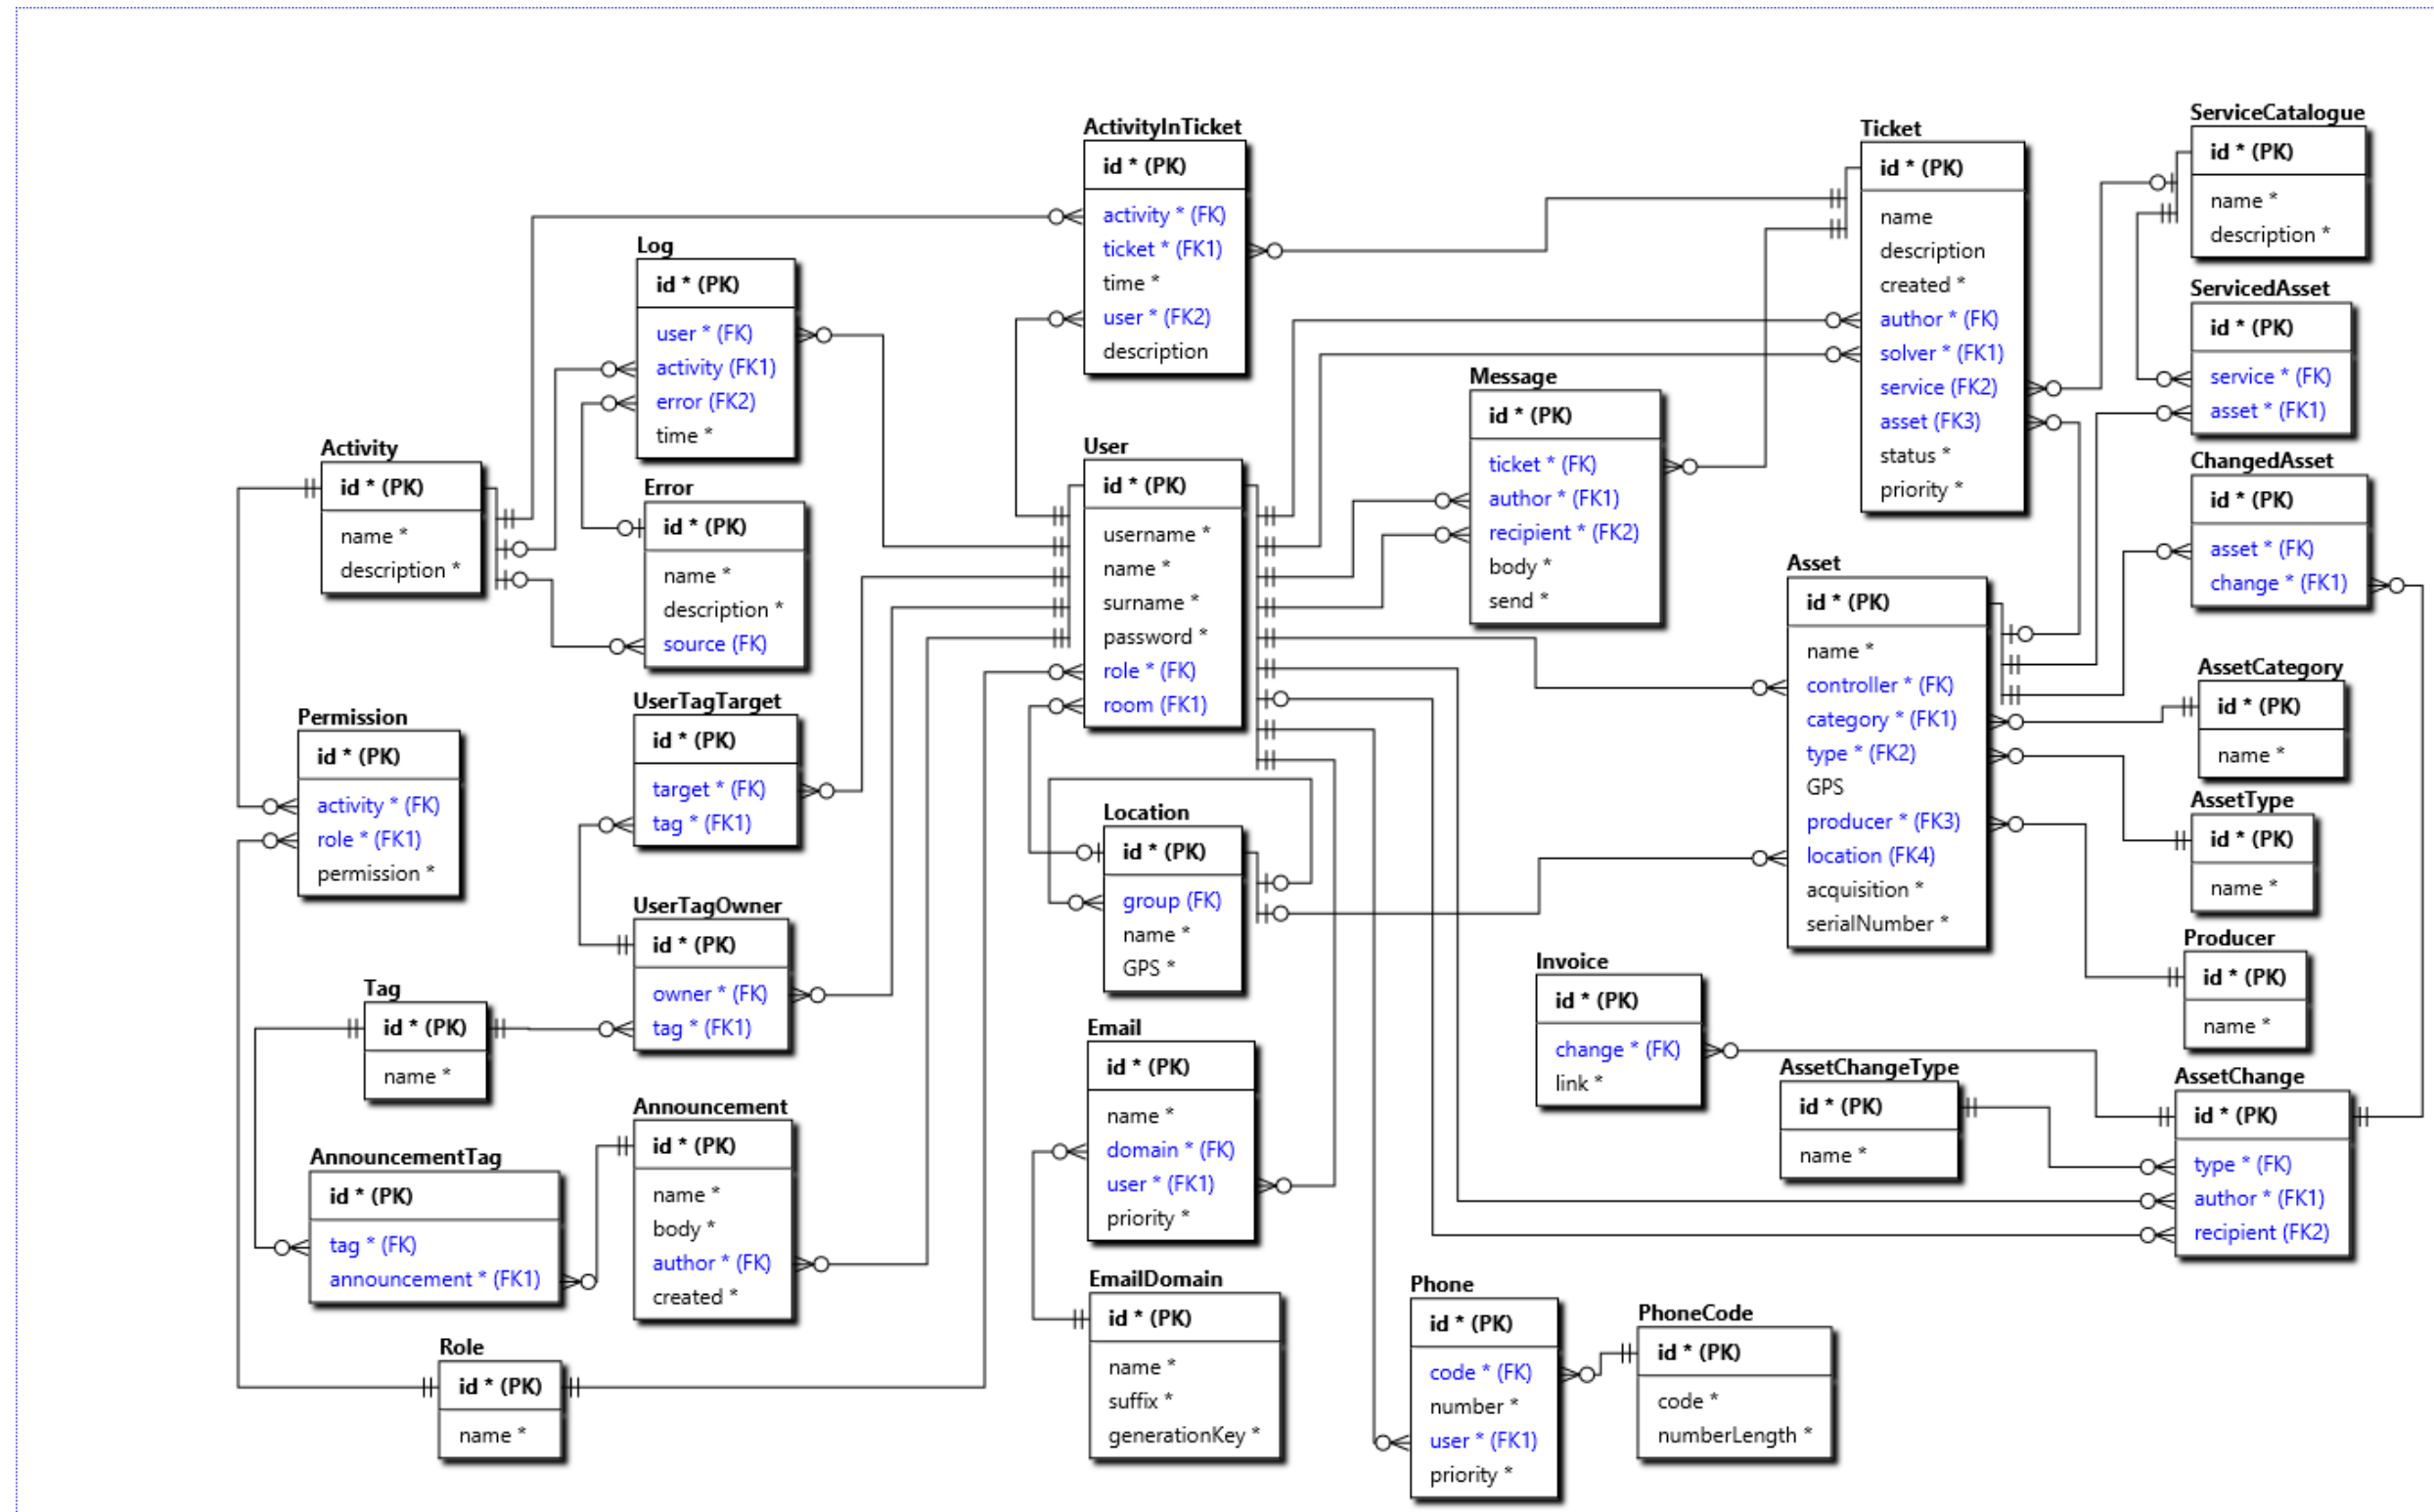 ActivityInTicket
id * (PK)
activity * (FK)
ticket * (FK1)
time *
user * (FK2)
description
Ticket
id * (PK)
name
description
created *
author * (FK)
solver * (FK1)
service (FK2)
asset (FK3)
status *
priority *
ServiceCatalogue
id * (PK)
name *
description *
ServicedAsset
id * (PK)
service * (FK)
asset * (FK1)
ChangedAsset
id * (PK)
asset * (FK)
change * (FK1)
Log
id * (PK)
user * (FK)
activity (FK1)
error (FK2)
time *
Message
id * (PK)
ticket * (FK)
author * (FK1)
recipient * (FK2)
body *
send *
Activity
id * (PK)
name *
description *
Error
id * (PK)
name *
description *
source (FK)
User
id * (PK)
username *
name *
surname *
password *
role * (FK)
room (FK1)
Asset
id * (PK)
name *
controller * (FK)
category * (FK1)
type * (FK2)
GPS
producer * (FK3)
location (FK4)
acquisition *
serialNumber *
AssetCategory
id * (PK)
name *
AssetType
id * (PK)
name *
Producer
id * (PK)
name *
Permission
id * (PK)
activity * (FK)
role * (FK1)
permission *
UserTagTarget
id * (PK)
target * (FK)
tag * (FK1)
Location
id * (PK)
group (FK)
name *
GPS *
UserTagOwner
id * (PK)
owner * (FK)
tag * (FK1)
Tag
id * (PK)
name *
Invoice
id * (PK)
change * (FK)
link *
AssetChangeType
id * (PK)
name *
AssetChange
id * (PK)
type * (FK)
author * (FK1)
recipient (FK2)
Email
id * (PK)
name *
domain * (FK)
user * (FK1)
priority *
Announcement
id * (PK)
name *
body *
author * (FK)
created *
AnnouncementTag
id * (PK)
tag * (FK)
announcement * (FK1)
EmailDomain
id * (PK)
name *
suffix *
generationKey *
Phone
id * (PK)
code * (FK)
number *
user * (FK1)
priority *
PhoneCode
id * (PK)
code *
numberLength *
Role
id * (PK)
name *